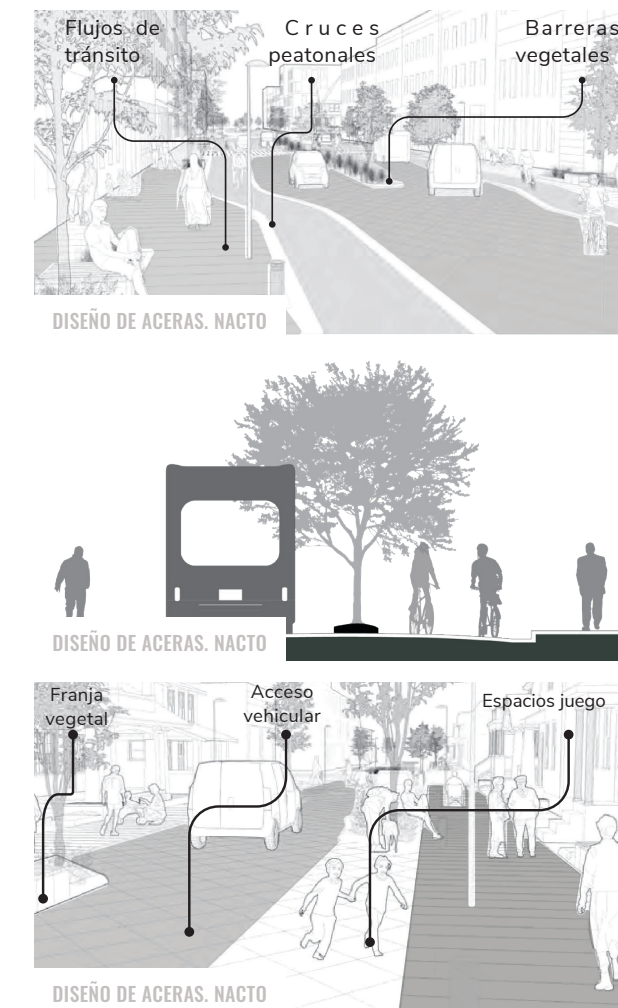 Flujos de
tránsito
Cruces
peatonales
Barreras
vegetales
DISEÑO DE ACERAS. NACTO
DISEÑO DE ACERAS. NACTO
Franja
vegetal
Acceso
vehicular
Espacios juego
DISEÑO DE ACERAS. NACTO